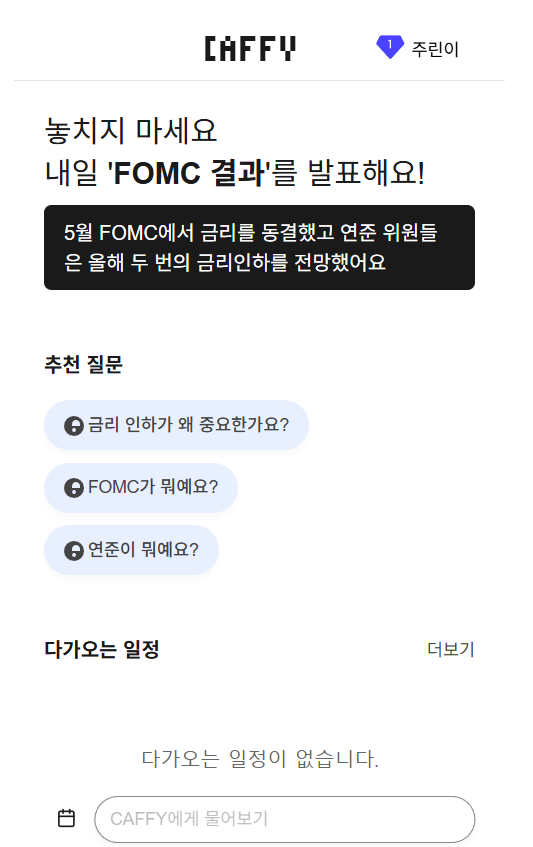 CAFFY
1 주린이
놓치지 마세요
내일 'FOMC 결과'를 발표해요!
5월 FOMC에서 금리를 동결했고 연준 위원들
은 올해 두 번의 금리인하를 전망했어요
추천 질문
금리 인하가 왜 중요한가요?
FOMC가 뭐예요?
연준이 뭐예요?
다가오는 일정 더보기
다가오는 일정이 없습니다.
CAFFY에게 물어보기